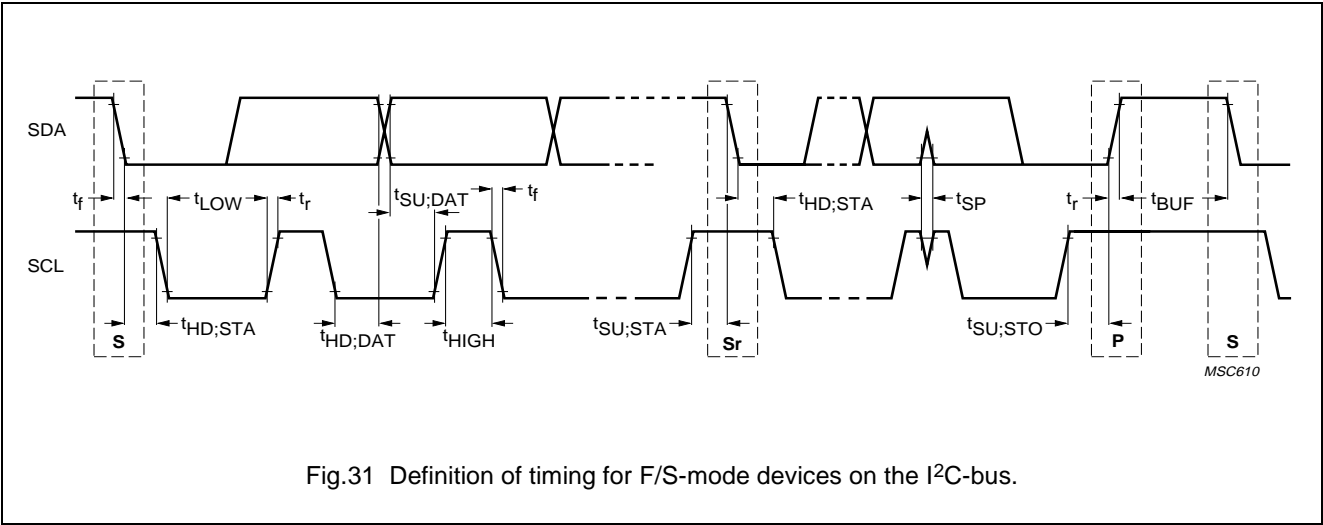 SDA
t_f t_LOW t_r t_SU;DAT t_f t_HD;STA t_SP t_r t_BUF
SCL
S t_HD;STA t_HD;DAT t_HIGH t_SU;STA Sr t_SU;STO P S
MSC610
Fig.31 Definition of timing for F/S-mode devices on the I²C-bus.